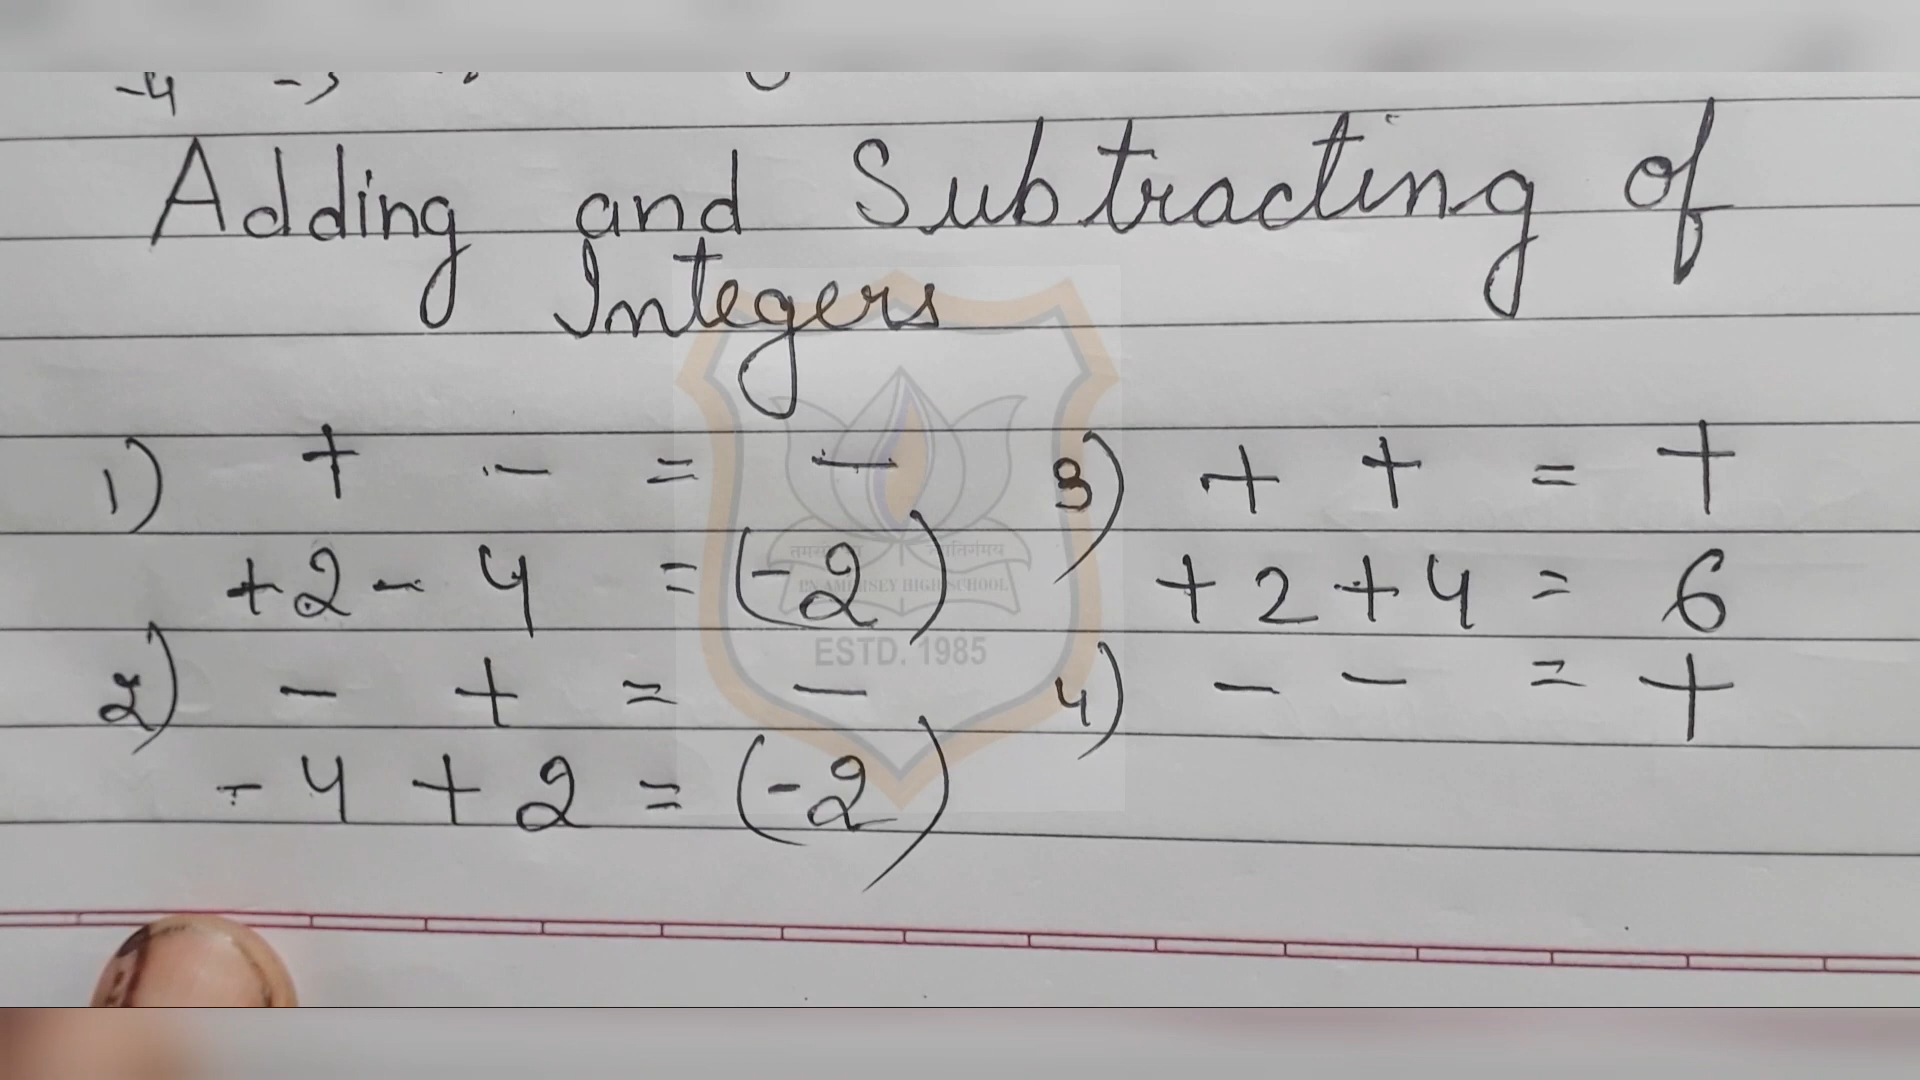 -4
Adding and Subtracting of
Integers
1) + - = -
+2 - 4 = (-2)
2) - + = -
- 4 + 2 = (-2)
3) + + = +
+ 2 + 4 = 6
4) - - = +
ESTD. 1985